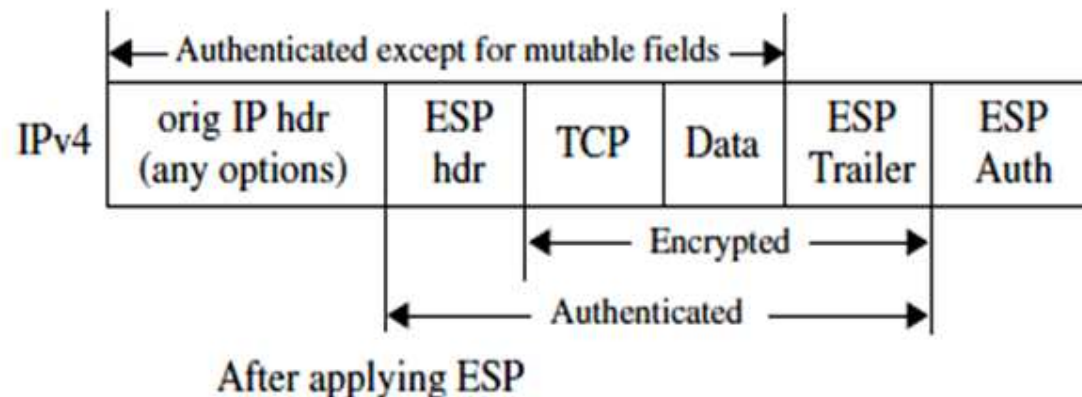 Authenticated except for mutable fields
IPv4
orig IP hdr
(any options)
ESP
hdr
TCP
Data
ESP
Trailer
ESP
Auth
Encrypted
Authenticated
After applying ESP